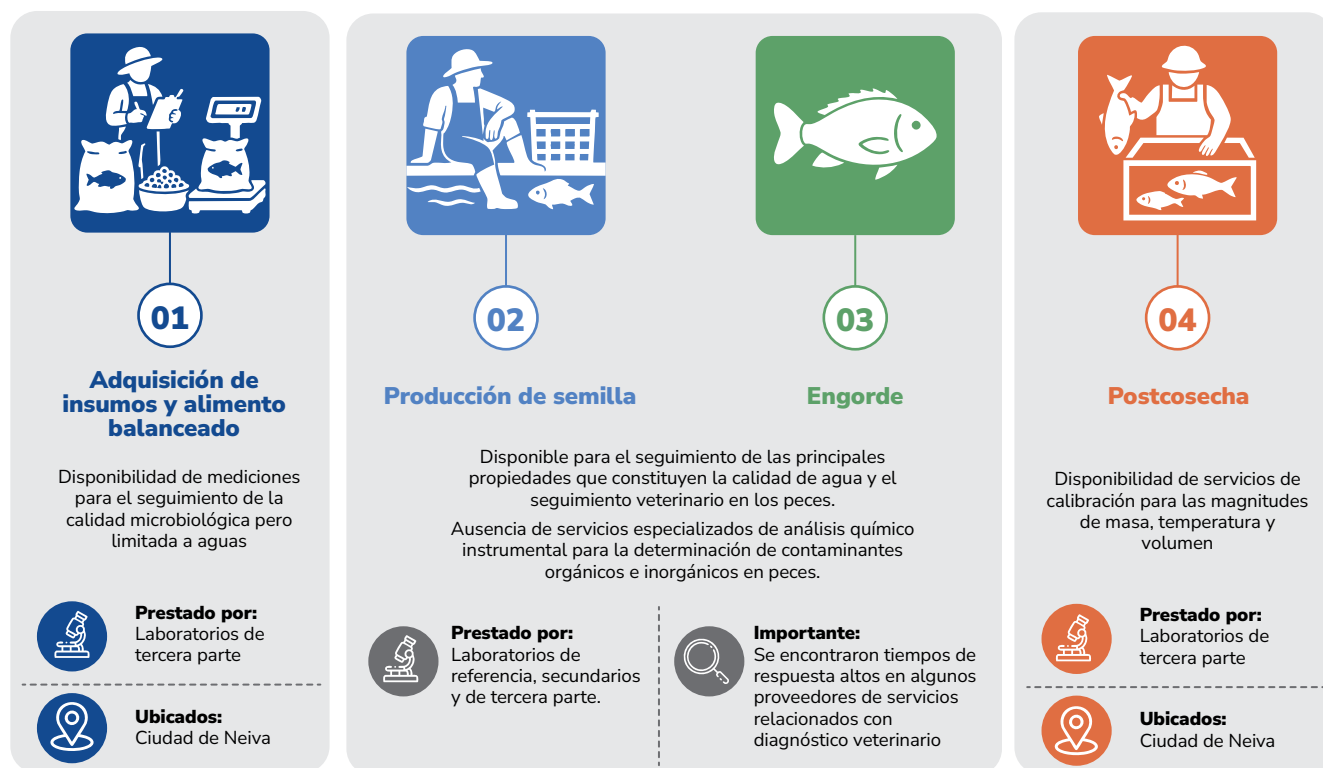 01
Adquisición de
insumos y alimento
balanceado
Disponibilidad de mediciones
para el seguimiento de la
calidad microbiológica pero
limitada a aguas
Prestado por:
Laboratorios de
tercera parte
Ubicados:
Ciudad de Neiva
02
Producción de semilla
03
Engorde
Disponible para el seguimiento de las principales
propiedades que constituyen la calidad de agua y el
seguimiento veterinario en los peces.
Ausencia de servicios especializados de análisis químico
instrumental para la determinación de contaminantes
orgánicos e inorgánicos en peces.
Prestado por:
Laboratorios de
referencia, secundarios
y de tercera parte.
Importante:
Se encontraron tiempos de
respuesta altos en algunos
proveedores de servicios
relacionados con
diagnóstico veterinario
04
Postcosecha
Disponibilidad de servicios de
calibración para las magnitudes
de masa, temperatura y
volumen
Prestado por:
Laboratorios de
tercera parte
Ubicados:
Ciudad de Neiva